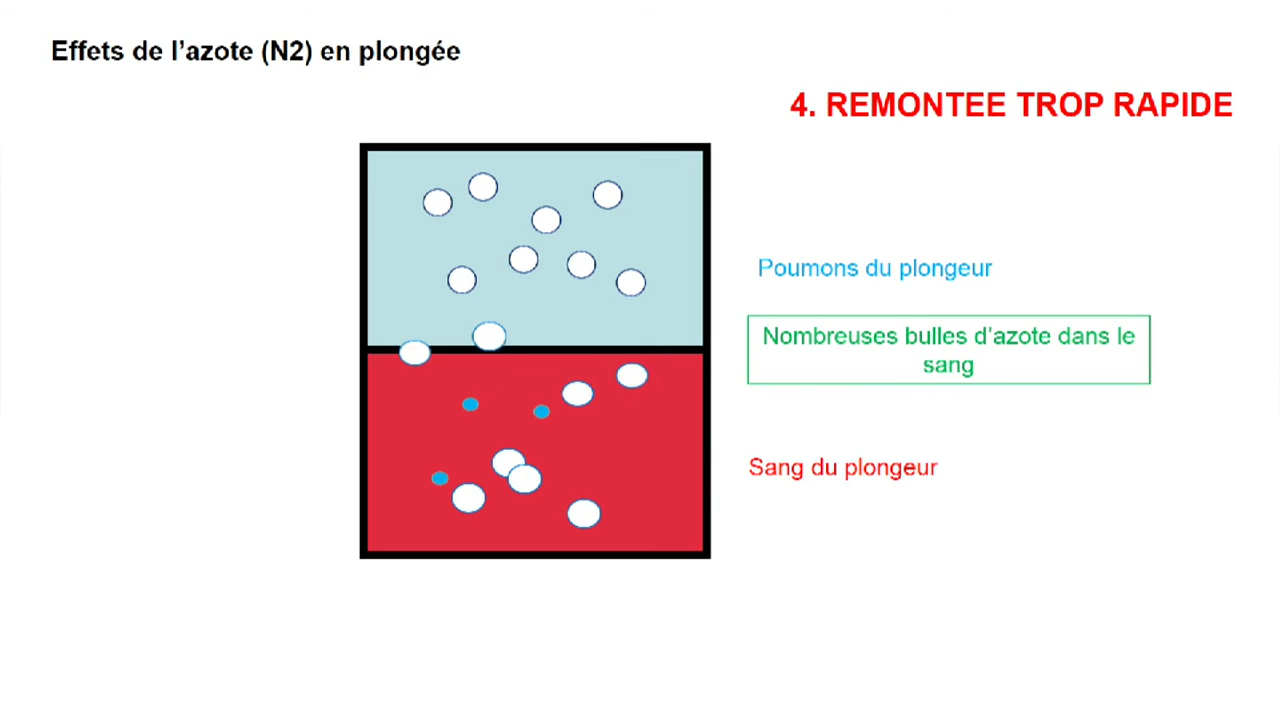 Effets de l'azote (N2) en plongée
4. REMONTEE TROP RAPIDE
Poumons du plongeur
Nombreuses bulles d'azote dans le
sang
Sang du plongeur